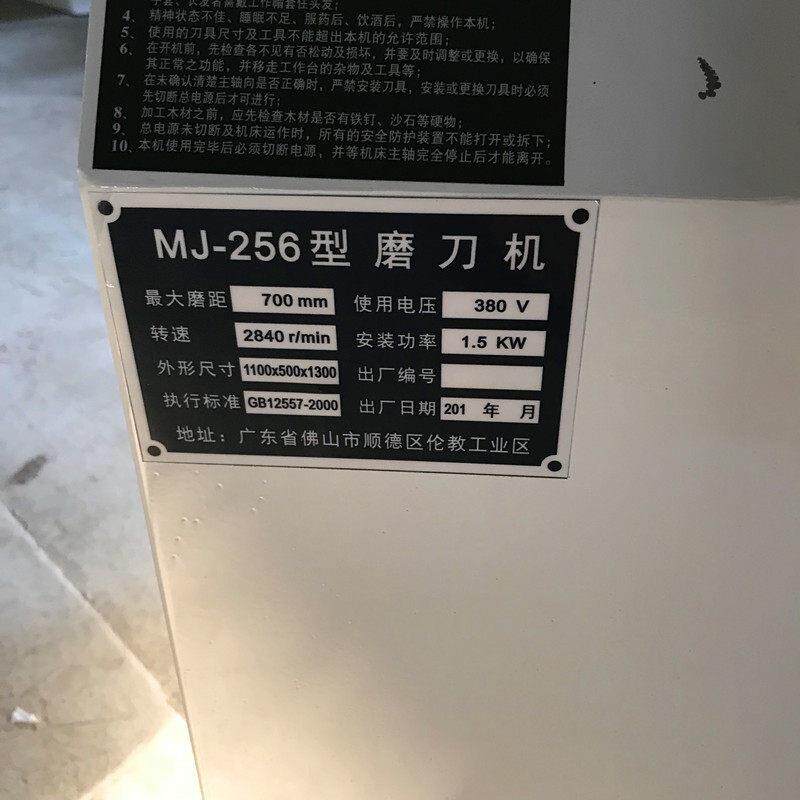 手套、长发者需戴工作帽套住头发；
4、精神状态不佳、睡眠不足、服药后、饮酒后，严禁操作本机；
5、使用的刀具尺寸及工具不能超出本机的允许范围；
6、在开机前，先检查各不见有否松动及损坏，并要及时调整或更换，以确保
其正常之功能，并移走工作台的杂物及工具等；
7、在未确认清楚主轴向是否正确时，严禁安装刀具，安装或更换刀具时必须
先切断总电源后才可进行；
8、加工木材之前，应先检查木材是否有铁钉、沙石等硬物；
9、总电源未切断及机床运作时，所有的安全防护装置不能打开或拆下；
10、本机使用完毕后必须切断电源，并等机床主轴完全停止后才能离开。
MJ-256型 磨刀机
最大磨距 700 mm 使用电压 380 V
转速 2840 r/min 安装功率 1.5 KW
外形尺寸 1100x500x1300 出厂编号
执行标准 GB12557-2000 出厂日期 201 年 月
地址：广东省佛山市顺德区伦教工业区